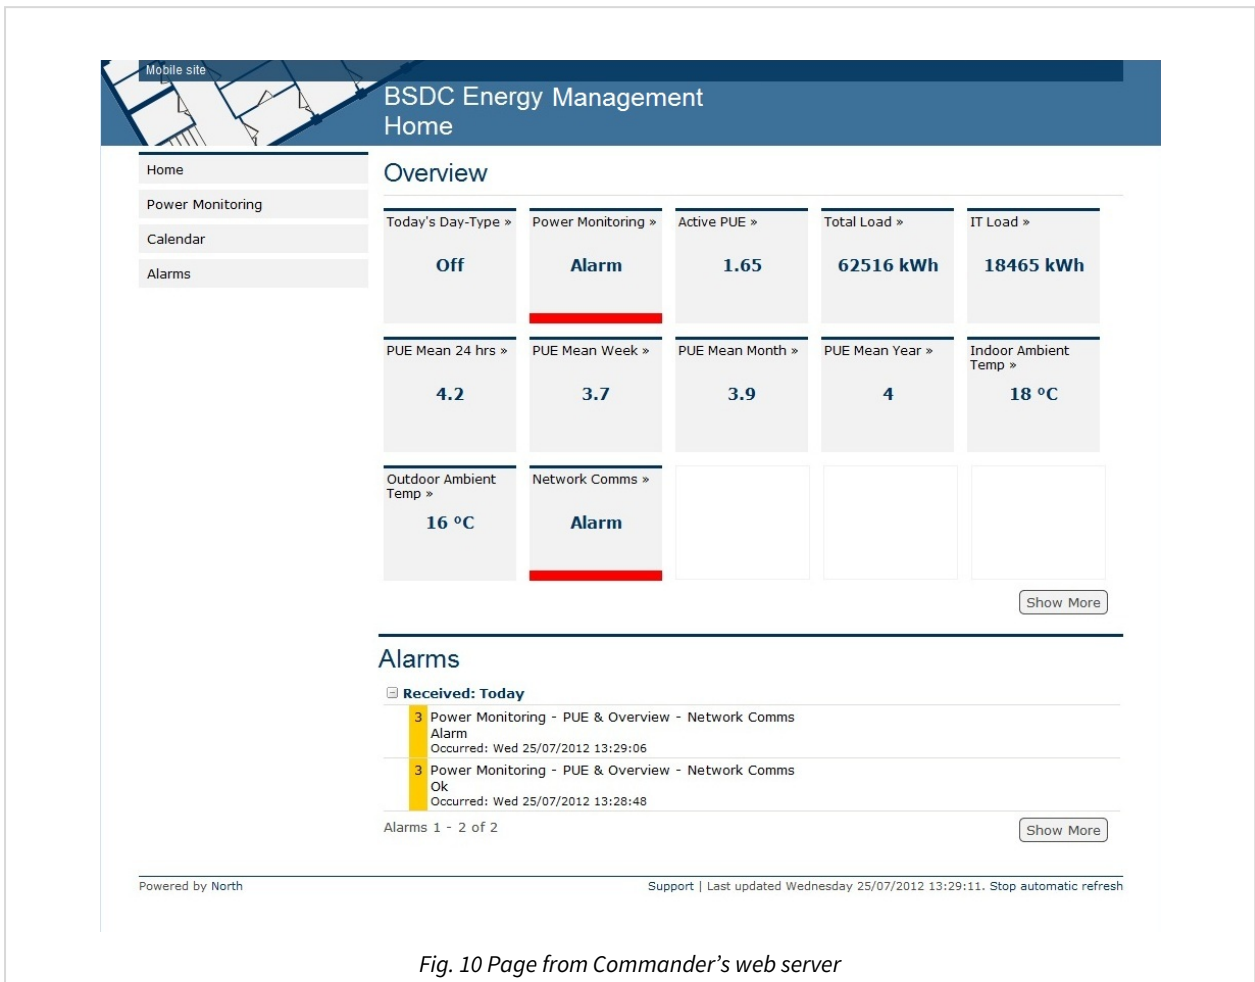 Mobile site
BSDC Energy Management
Home
Home
Power Monitoring
Calendar
Alarms
Overview
Today's Day-Type »
Off
Power Monitoring »
Alarm
Active PUE »
1.65
Total Load »
62516 kWh
IT Load »
18465 kWh
PUE Mean 24 hrs »
4.2
PUE Mean Week »
3.7
PUE Mean Month »
3.9
PUE Mean Year »
4
Indoor Ambient
Temp »
18 ºC
Outdoor Ambient
Temp »
16 ºC
Network Comms »
Alarm
Show More
Alarms
Received: Today
3 Power Monitoring - PUE & Overview - Network Comms
Alarm
Occurred: Wed 25/07/2012 13:29:06
3 Power Monitoring - PUE & Overview - Network Comms
Ok
Occurred: Wed 25/07/2012 13:28:48
Alarms 1 - 2 of 2
Show More
Powered by North
Support | Last updated Wednesday 25/07/2012 13:29:11. Stop automatic refresh
Fig. 10 Page from Commander’s web server